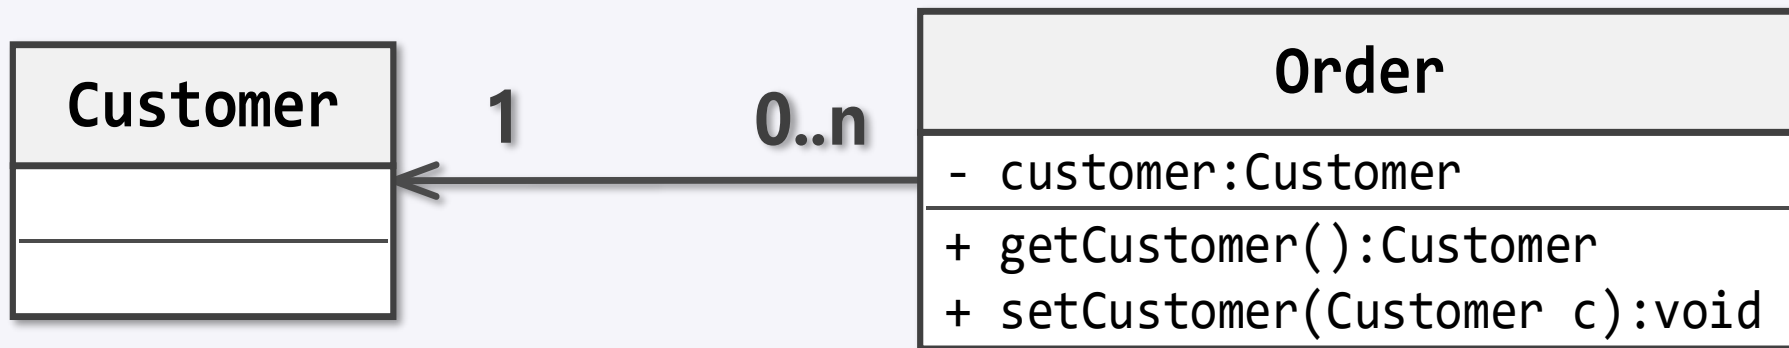 Customer
1
0..n
Order
- customer:Customer
+ getCustomer():Customer
+ setCustomer(Customer c):void